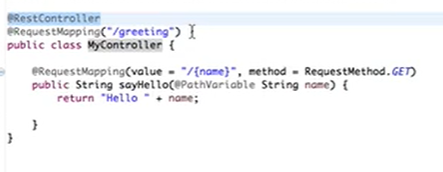 @RestController
@RequestMapping("/greeting")
public class MyController {
@RequestMapping(value = "/{name}", method = RequestMethod.GET)
public String sayHello(@PathVariable String name) {
return "Hello " + name;
}
}